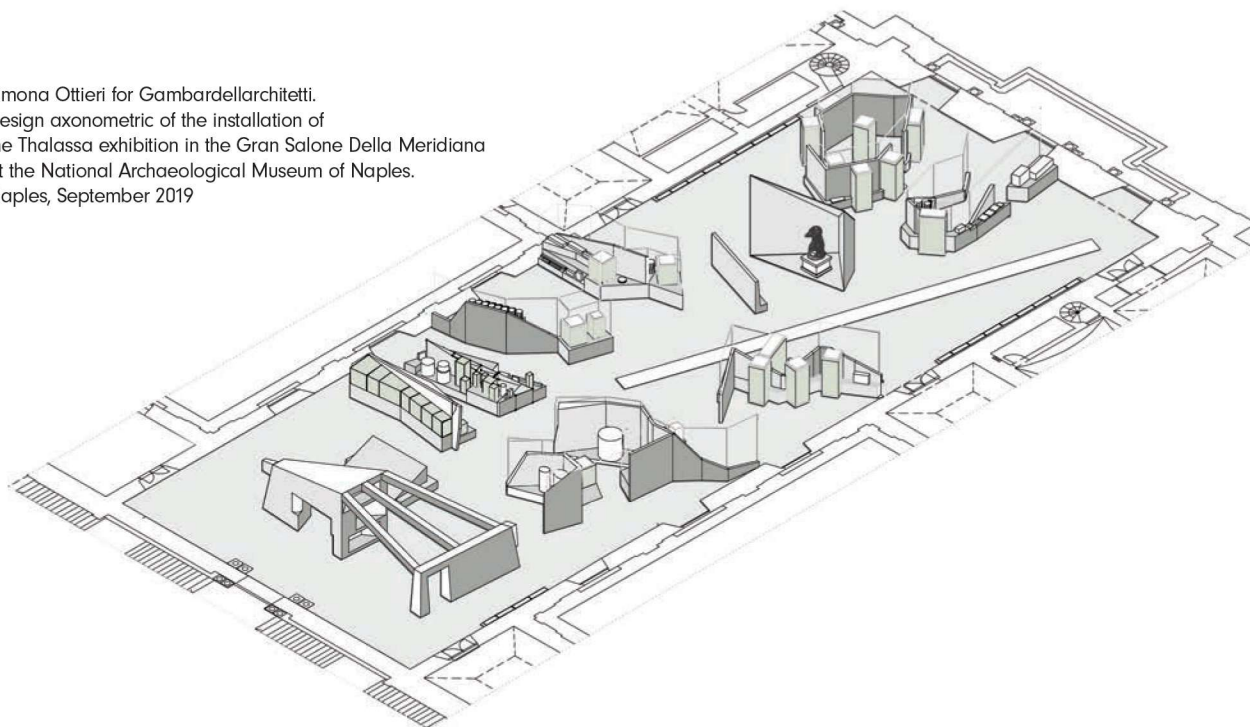 mona Ottieri for Gambardellarchitetti.
esign axonometric of the installation of
e Thalassa exhibition in the Gran Salone Della Meridiana
t the National Archaeological Museum of Naples.
aples, September 2019